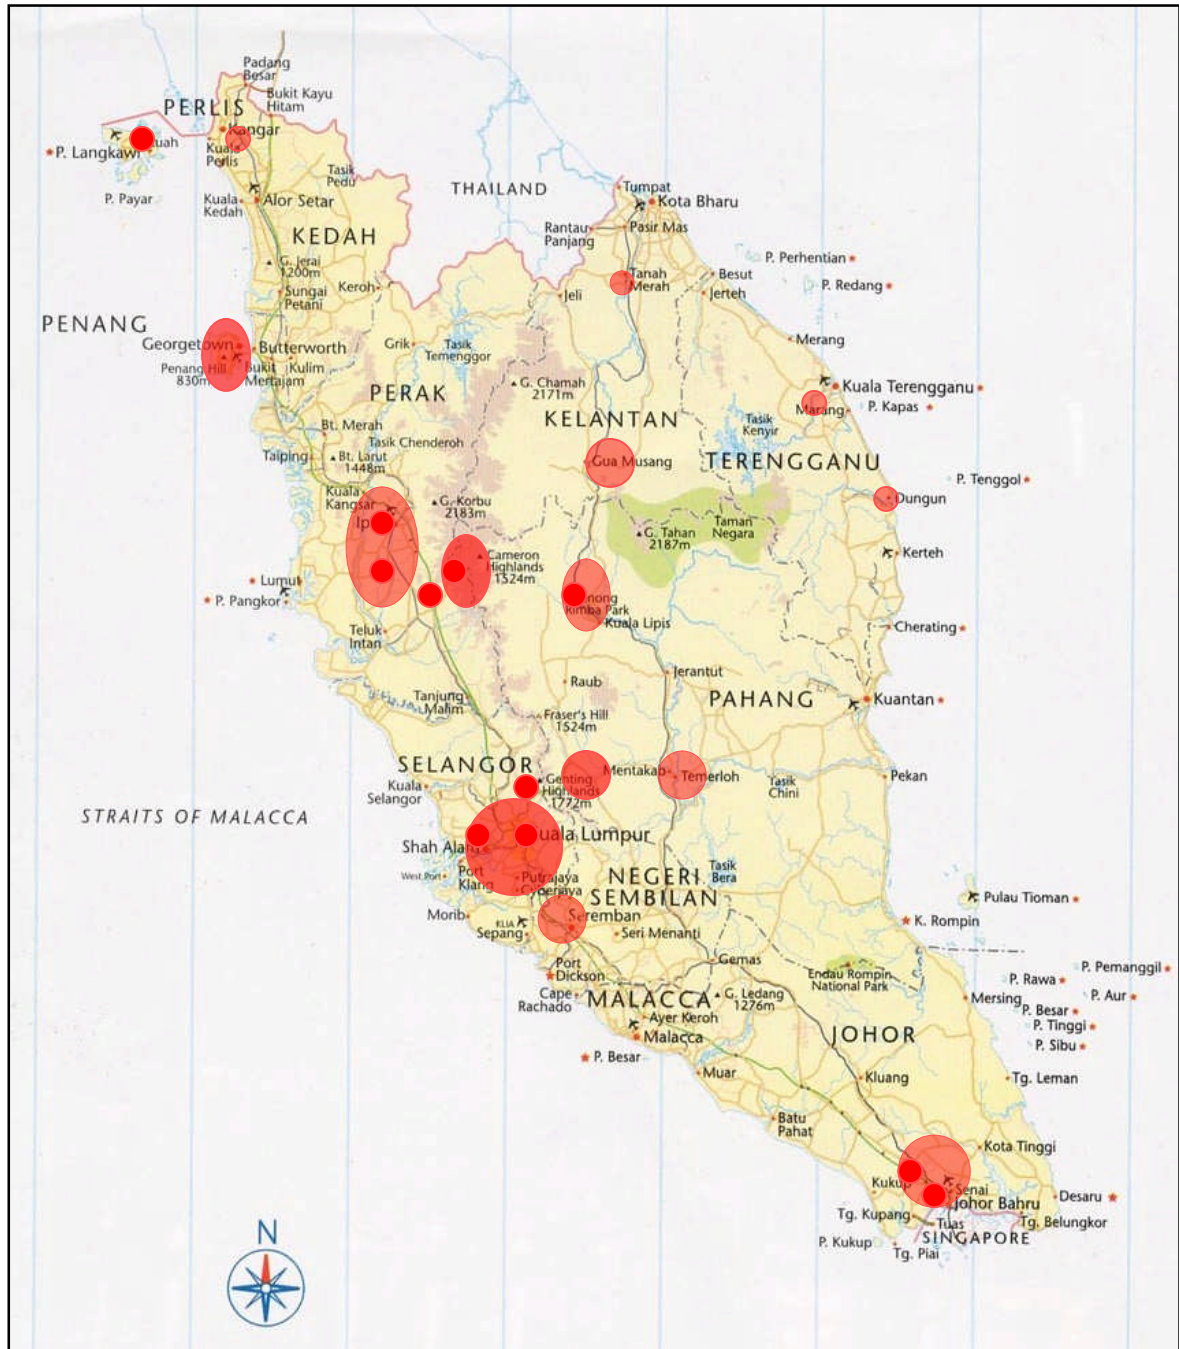 Padang
Besar
Bukit Kayu
Hitam
PERLIS
Kangar
uah
P. Langkawi
Kuala
Perlis
Tasik
Pedu
THAILAND
Tumpat
Kota Bharu
P. Payar
Kuala
Kedah
Alor Setar
Rantau
Panjang
Pasir Mas
KEDAH
G. Jerai
1200m
P. Perhentian
Tanah
Merah
Besut
Keroh
Sungai
Petani
Jeli
Jerteh
P. Redang
PENANG
Georgetown
Butterworth
Grik
Tasik
Temenggor
Merang
Penang Hill
830m
Bukit
Mertajam
Kulim
G. Chamah
2171m
PERAK
Kuala Terengganu
Marang
P. Kapas
KELANTAN
Tasik
Kenyir
Bt. Merah
Tasik Chenderoh
Taiping
Bt. Larut
1448m
Gua Musang
TERENGGANU
P. Tenggol
Kuala
Kangsar
G. Korbu
2183m
Dungun
Ip
G. Tahan
2187m
Taman
Negara
Cameron
Highlands
1524m
Kerteh
Lumut
P. Pangkor
nong
Rimba Park
Kuala Lipis
Teluk
Intan
Cherating
Jerantut
Raub
Tanjung
Malim
PAHANG
Kuantan
Fraser's Hill
1524m
SELANGOR
Genting
Highlands
1772m
Mentakab
Temerloh
Tasik
Chini
Pekan
Kuala
Selangor
STRAITS OF MALACCA
uala Lumpur
Shah Alam
West Port
Port
Klang
Putrajaya
Cyberjaya
NEGERI
SEMBILAN
Tasik
Bera
Pulau Tioman
Morib
KLIA
Sepang
Seremban
Seri Menanti
K. Rompin
Port
Dickson
Gemas
Endau Rompin
National Park
P. Pemanggil
P. Rawa
Cape
Rachado
MALACCA
G. Ledang
1276m
Mersing
P. Aur
P. Besar
Ayer Keroh
Malacca
JOHOR
P. Tinggi
P. Sibu
P. Besar
Muar
Kluang
Tg. Leman
Batu
Pahat
Kota Tinggi
Kukup
Senai
Johor Bahru
Desaru
Tg. Kupang
Tuas
Tg. Belungkor
P. Kukup
SINGAPORE
Tg. Piai
N